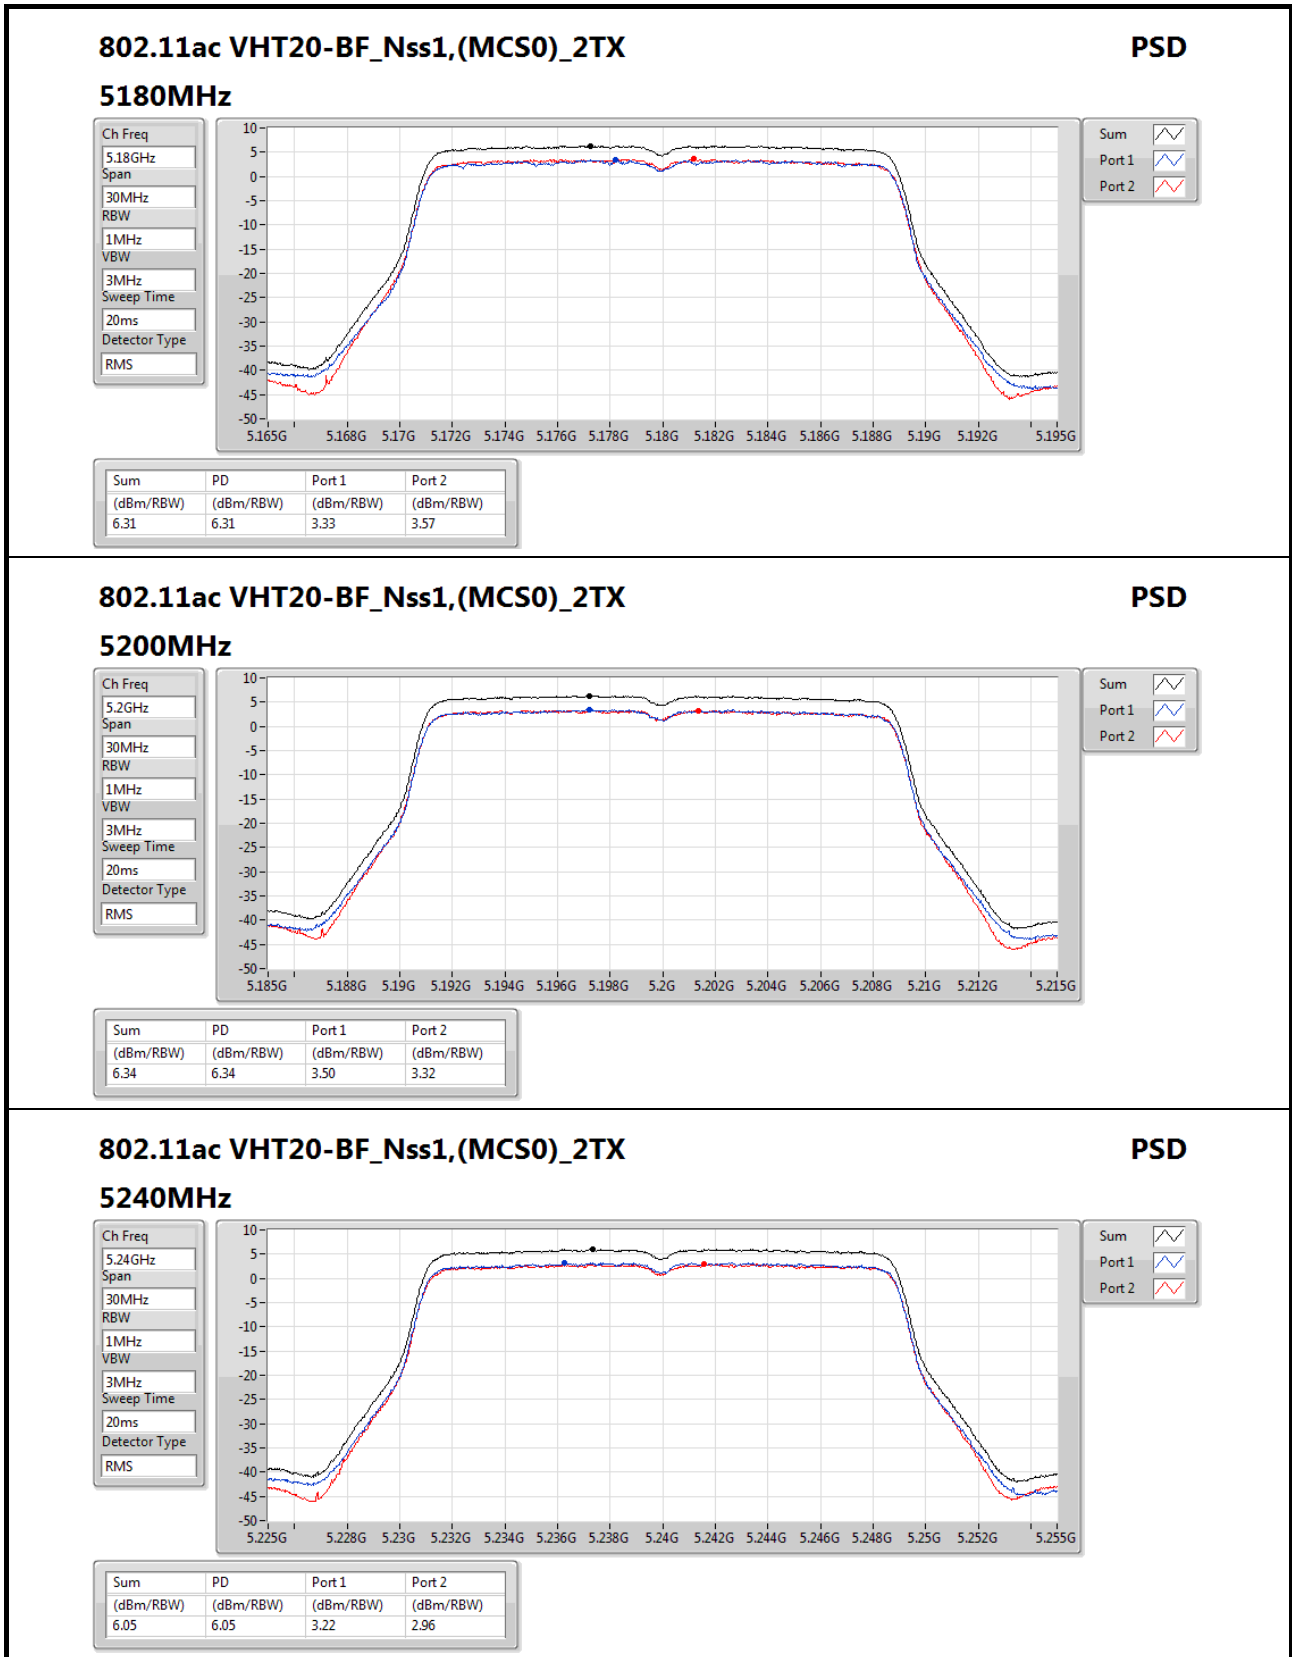 802.11ac VHT20-BF_Nss1,(MCS0)_2TX PSD
5180MHz
Ch Freq
5.18GHz
Span
30MHz
RBW
1MHz
VBW
3MHz
Sweep Time
20ms
Detector Type
RMS
10
5
0
-5
-10
-15
-20
-25
-30
-35
-40
-45
-50
5.165G 5.168G 5.17G 5.172G 5.174G 5.176G 5.178G 5.18G 5.182G 5.184G 5.186G 5.188G 5.19G 5.192G 5.195G
Sum
Port 1
Port 2
Sum PD Port 1 Port 2
(dBm/RBW) (dBm/RBW) (dBm/RBW) (dBm/RBW)
6.31 6.31 3.33 3.57
802.11ac VHT20-BF_Nss1,(MCS0)_2TX PSD
5200MHz
Ch Freq
5.2GHz
Span
30MHz
RBW
1MHz
VBW
3MHz
Sweep Time
20ms
Detector Type
RMS
10
5
0
-5
-10
-15
-20
-25
-30
-35
-40
-45
-50
5.185G 5.188G 5.19G 5.192G 5.194G 5.196G 5.198G 5.2G 5.202G 5.204G 5.206G 5.208G 5.21G 5.212G 5.215G
Sum
Port 1
Port 2
Sum PD Port 1 Port 2
(dBm/RBW) (dBm/RBW) (dBm/RBW) (dBm/RBW)
6.34 6.34 3.50 3.32
802.11ac VHT20-BF_Nss1,(MCS0)_2TX PSD
5240MHz
Ch Freq
5.24GHz
Span
30MHz
RBW
1MHz
VBW
3MHz
Sweep Time
20ms
Detector Type
RMS
10
5
0
-5
-10
-15
-20
-25
-30
-35
-40
-45
-50
5.225G 5.228G 5.23G 5.232G 5.234G 5.236G 5.238G 5.24G 5.242G 5.244G 5.246G 5.248G 5.25G 5.252G 5.255G
Sum
Port 1
Port 2
Sum PD Port 1 Port 2
(dBm/RBW) (dBm/RBW) (dBm/RBW) (dBm/RBW)
6.05 6.05 3.22 2.96